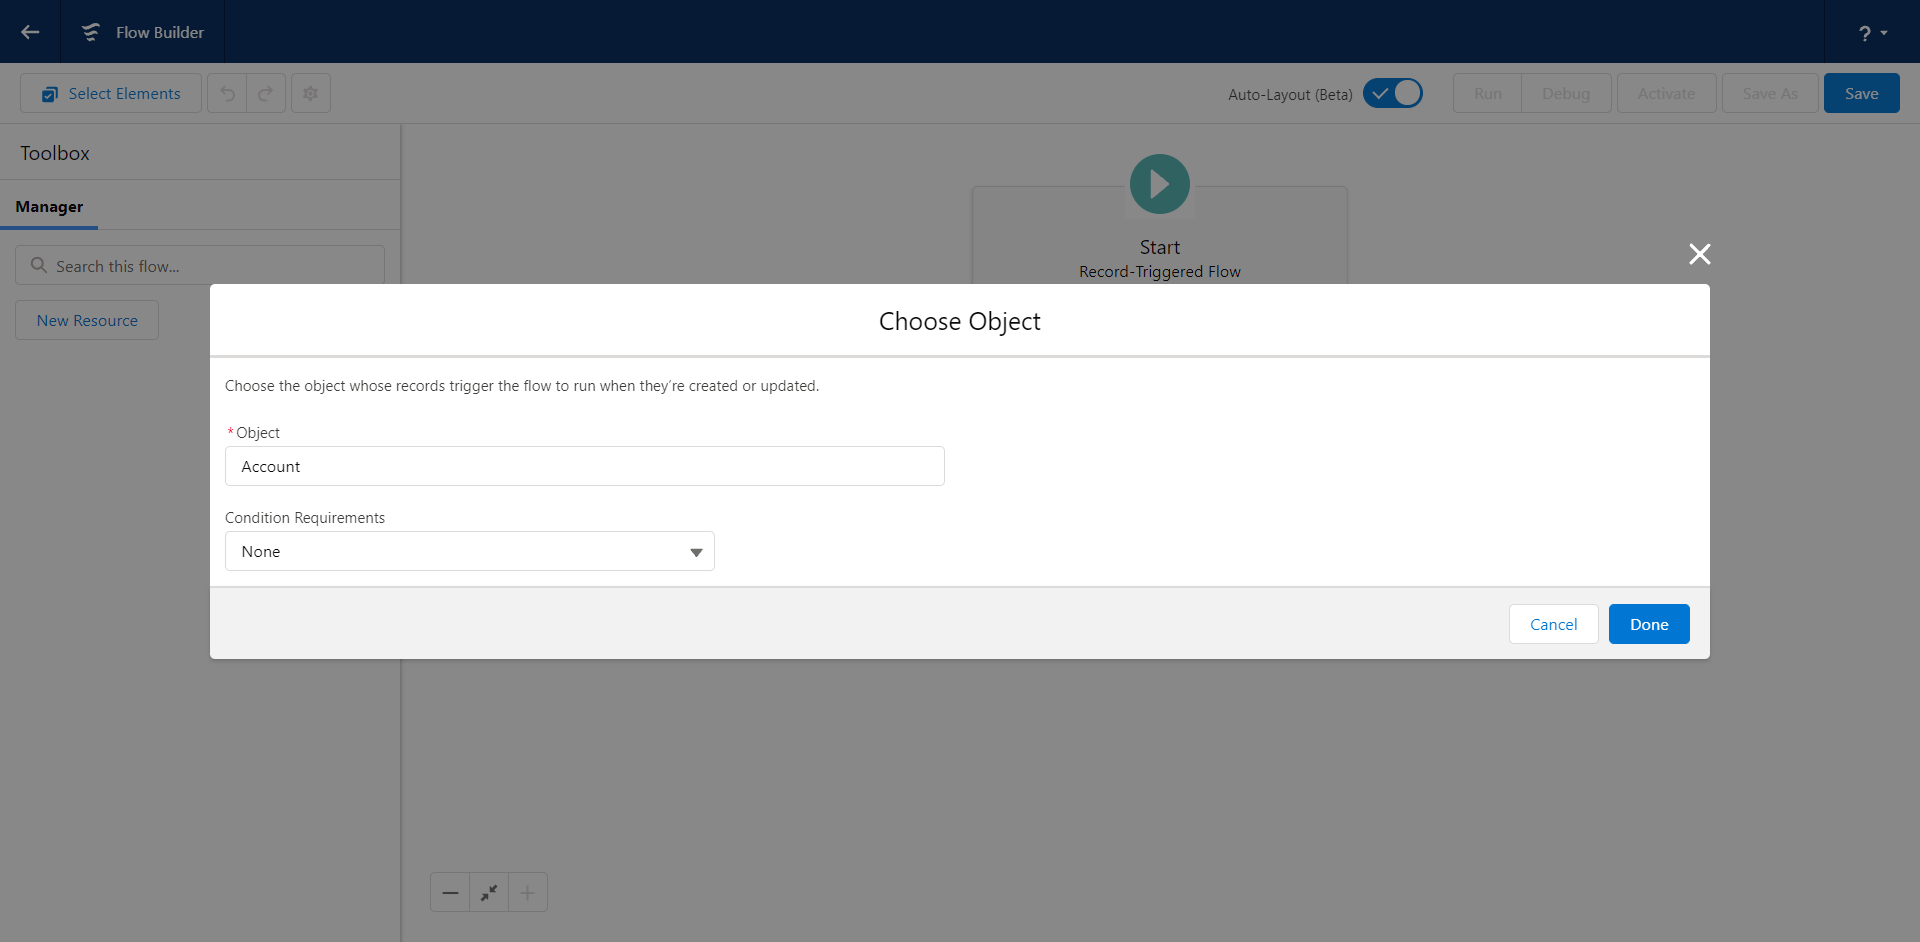 Flow Builder
?
Select Elements
Auto-Layout (Beta)
Run
Debug
Activate
Save As
Save
Toolbox
Manager
Search this flow...
New Resource
Start
Record-Triggered Flow
Choose Object
Choose the object whose records trigger the flow to run when they're created or updated.
*Object
Account
Condition Requirements
None
Cancel
Done